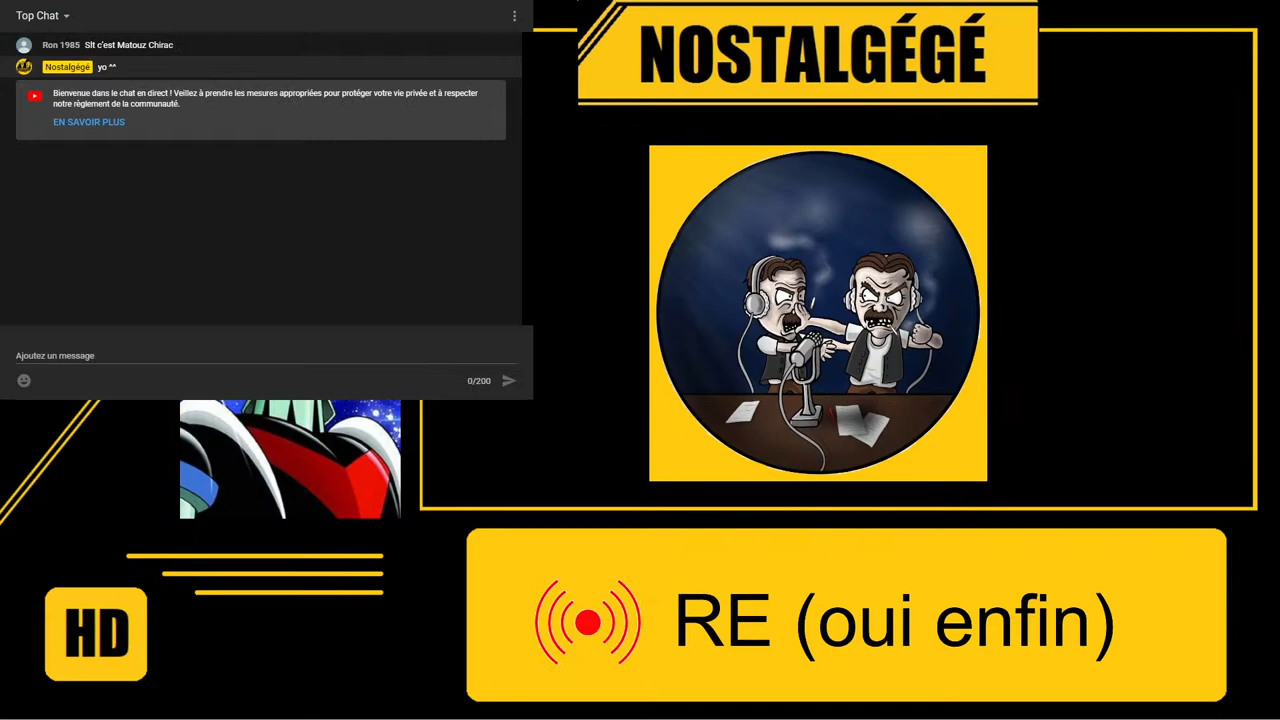 Top Chat
Ron 1985 Slt c'est Matouz Chirac
Nostalgégé yo ^^
Bienvenue dans le chat en direct ! Veillez à prendre les mesures appropriées pour protéger votre vie privée et à respecter
notre règlement de la communauté.
EN SAVOIR PLUS
Ajoutez un message
0/200
NOSTALGÉGÉ
HD
RE (oui enfin)